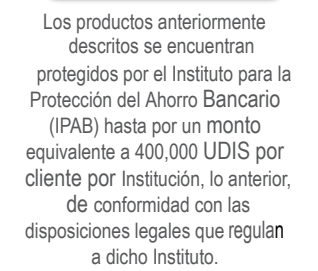 Los productos anteriormente
descritos se encuentran
protegidos por el Instituto para la
Protección del Ahorro Bancario
(IPAB) hasta por un monto
equivalente a 400,000 UDIS por
cliente por Institución, lo anterior,
de conformidad con las
disposiciones legales que regulan
a dicho Instituto.